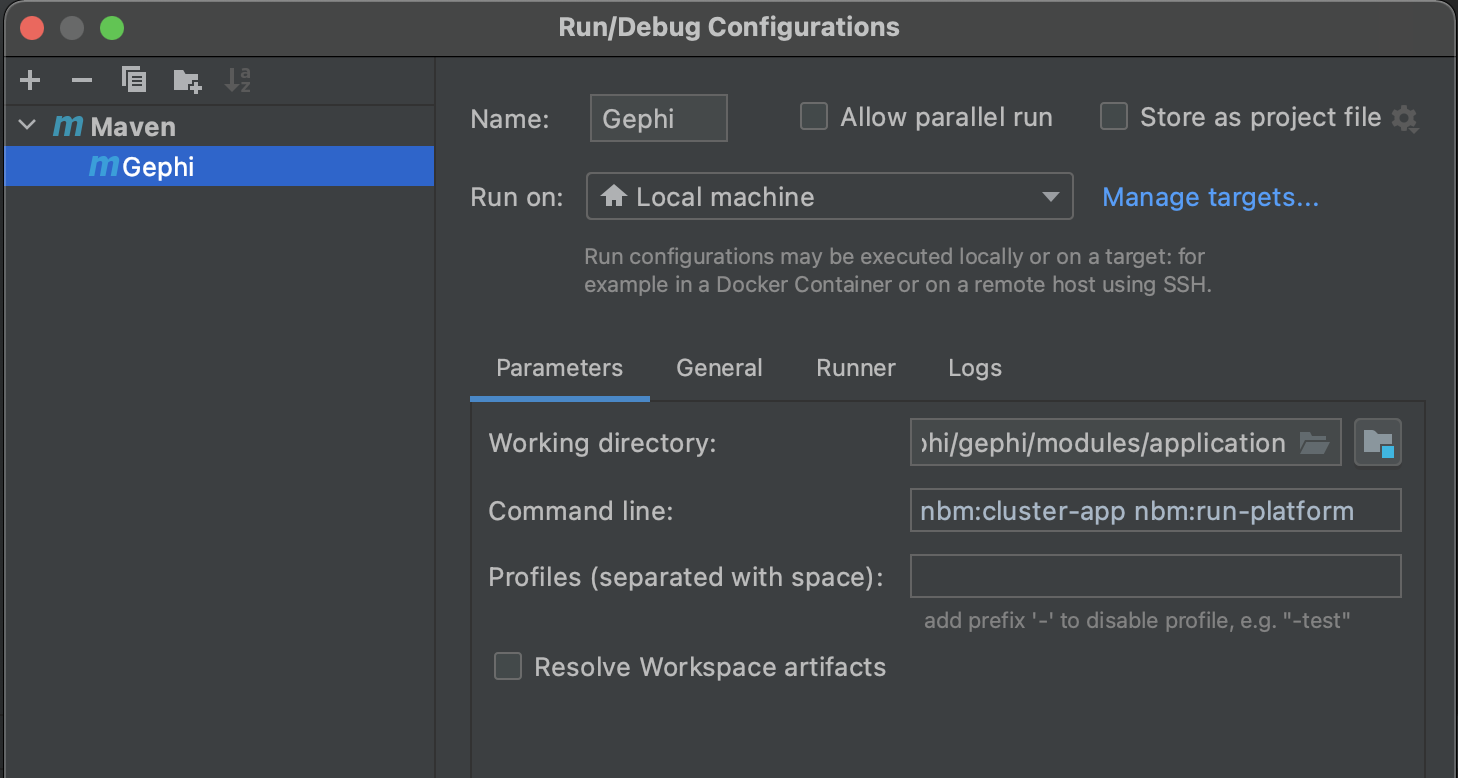 Run/Debug Configurations
Maven
Gephi
Name: Gephi Allow parallel run Store as project file
Run on: Local machine Manage targets...
Run configurations may be executed locally or on a target: for
example in a Docker Container or on a remote host using SSH.
Parameters General Runner Logs
Working directory: hi/gephi/modules/application
Command line: nbm:cluster-app nbm:run-platform
Profiles (separated with space):
add prefix '-' to disable profile, e.g. "-test"
Resolve Workspace artifacts